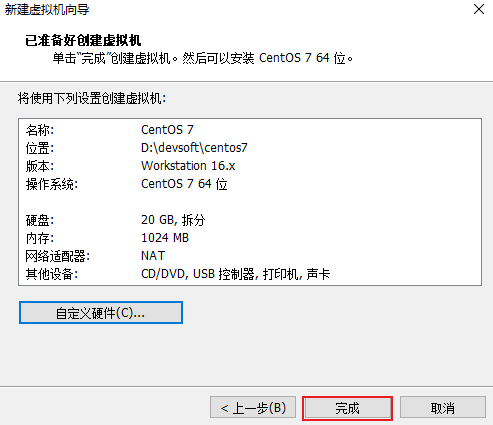 新建虚拟机向导
已准备好创建虚拟机
单击“完成”创建虚拟机。然后可以安装 CentOS 7 64 位。
将使用下列设置创建虚拟机:
名称: CentOS 7
位置: D:\devsoft\centos7
版本: Workstation 16.x
操作系统: CentOS 7 64 位
硬盘: 20 GB, 拆分
内存: 1024 MB
网络适配器: NAT
其他设备: CD/DVD, USB 控制器, 打印机, 声卡
自定义硬件(C)...
< 上一步(B) 完成 取消